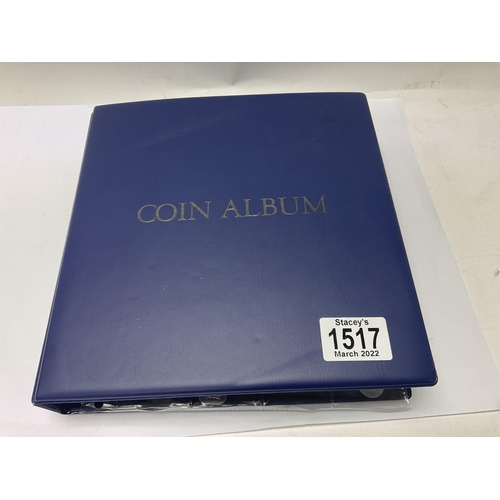 COIN ALBUM
Stacey's
1517
March 2022